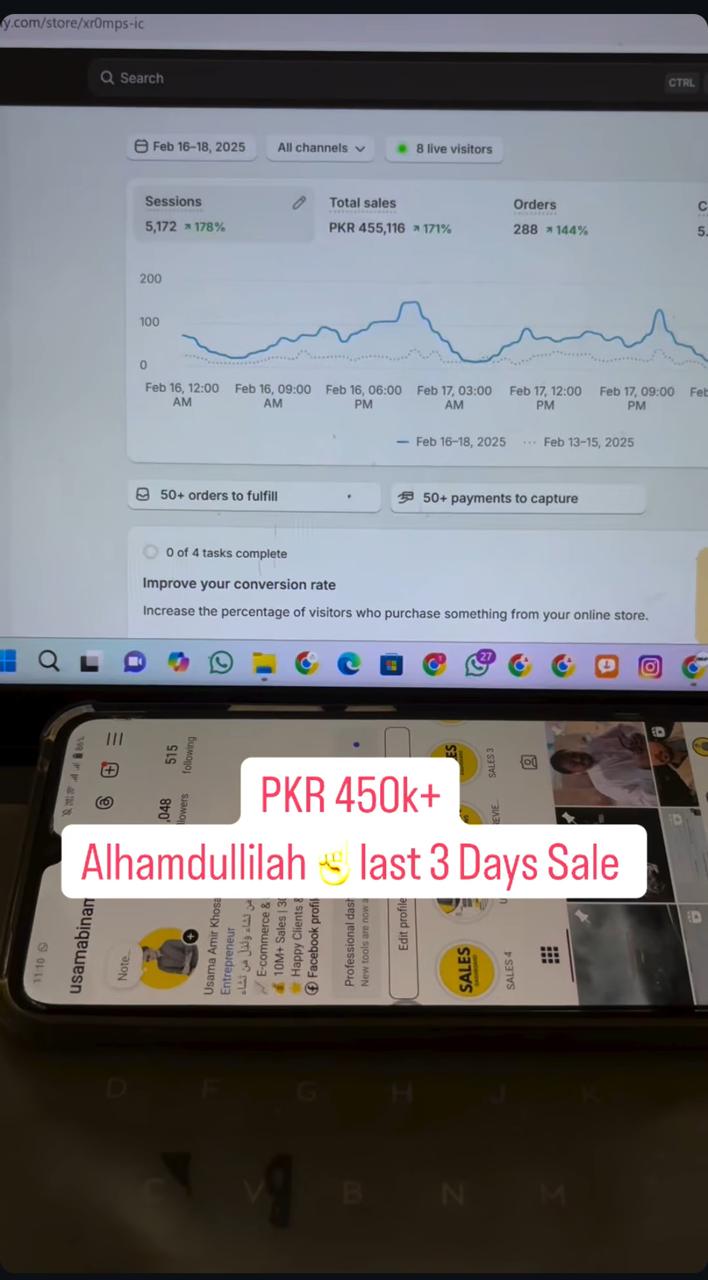 y.com/store/xr0mps-ic
Search
CTRL
Feb 16–18, 2025
All channels
8 live visitors
Sessions
Total sales
Orders
5,172 ↗178%
PKR 455,116 ↗171%
288 ↗144%
200
100
0
Feb 16, 12:00 AM
Feb 16, 09:00 AM
Feb 16, 06:00 PM
Feb 17, 03:00 AM
Feb 17, 12:00 PM
Feb 17, 09:00 PM
Feb 16–18, 2025
Feb 13–15, 2025
50+ orders to fulfill
50+ payments to capture
0 of 4 tasks complete
Improve your conversion rate
Increase the percentage of visitors who purchase something from your online store.
27
PKR 450k+
Alhamdullilah ☝️ last 3 Days Sale
11:10
usamabinam
Note...
,048
515
following
Usama Amir Khosa
Entrepreneur
E-commerce &
10M+ Sales | 30
Happy Clients &
Facebook profil
Professional dash
New tools are now a
Edit profile
SALES
SALES 4
SALES 3
D F G H J K
C V B N M